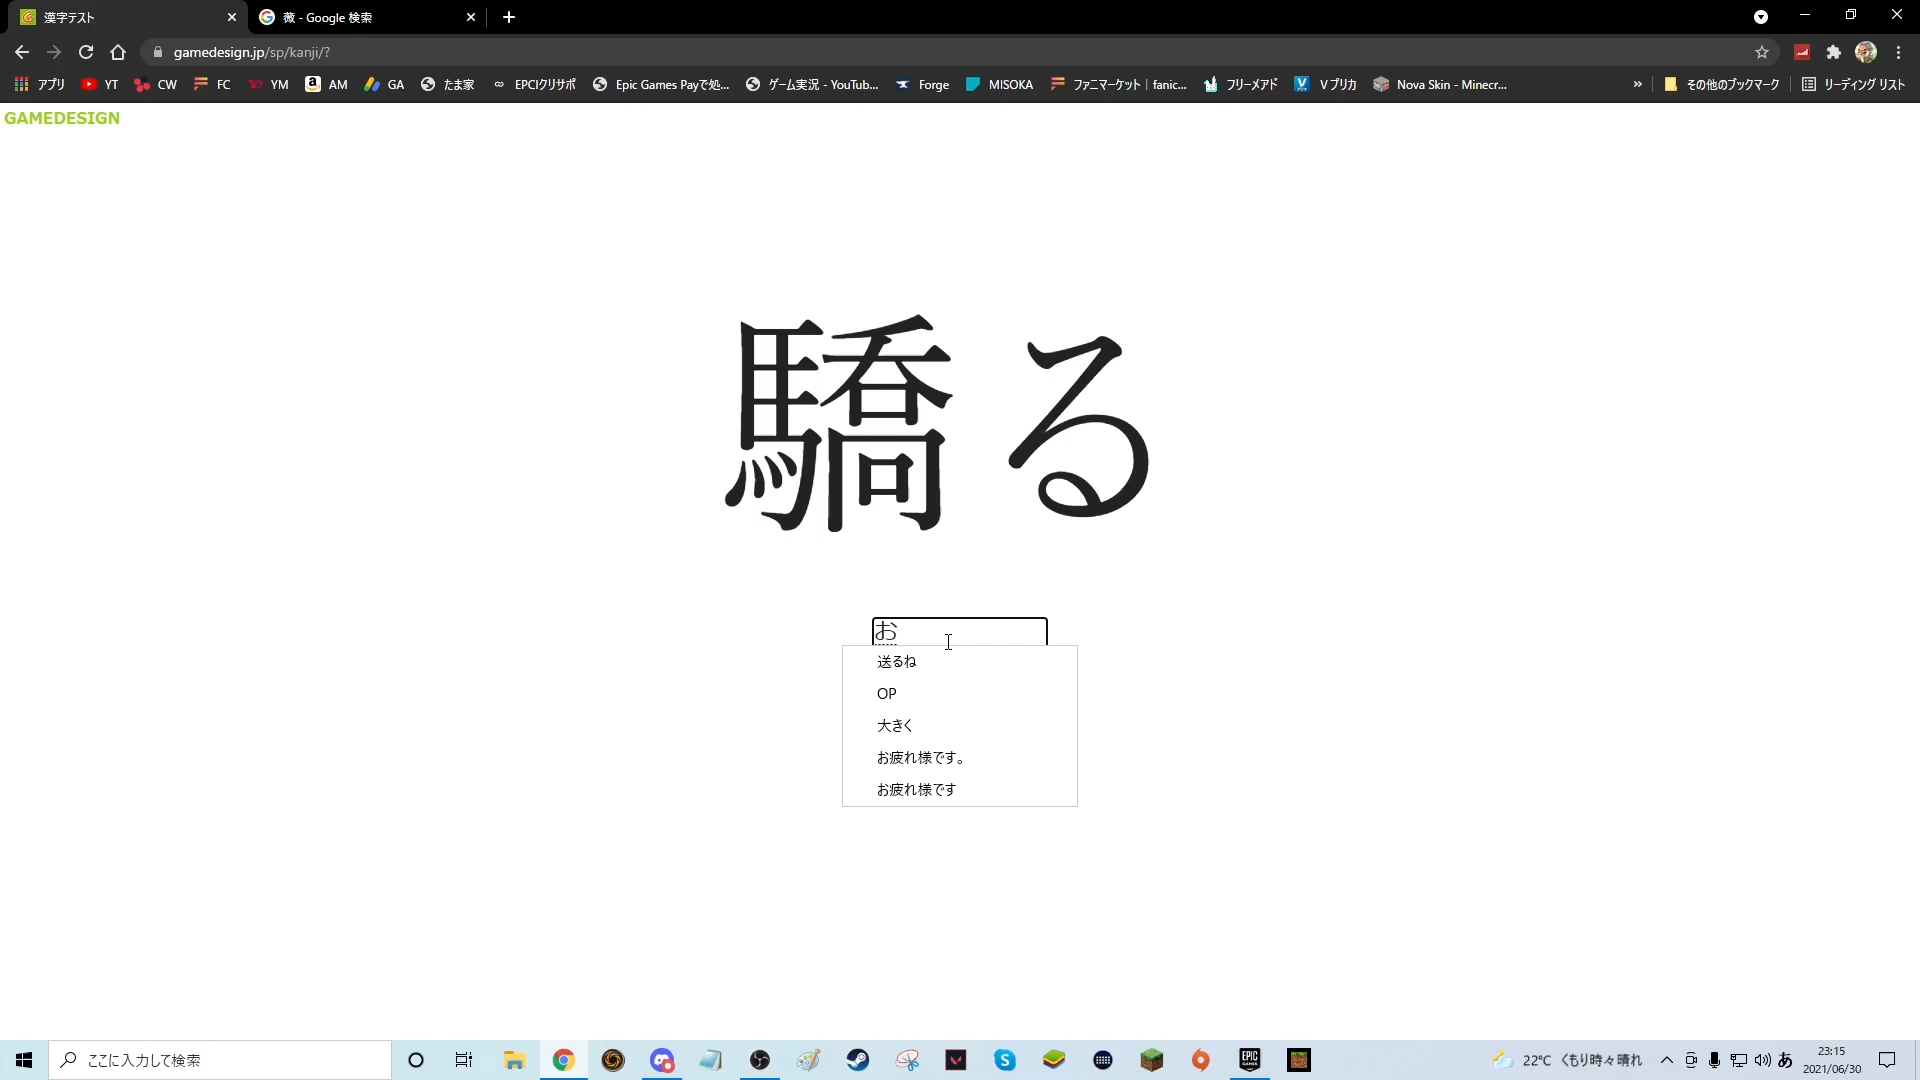 漢字テスト
薇 - Google 検索
gamedesign.jp/sp/kanji/?
アプリ YT CW FC YM AM GA たま家 EPCIクリサポ Epic Games Payで処... ゲーム実況 - YouTub... Forge MISOKA ファニマーケット | fanic... フリーメアド Vプリカ Nova Skin - Minecr... » その他のブックマーク リーディング リスト
GAMEDESIGN
驕る
お
送るね
OP
大きく
お疲れ様です。
お疲れ様です
ここに入力して検索
22°C くもり時々晴れ
あ
23:15
2021/06/30